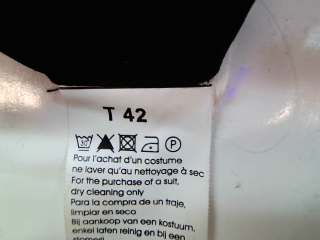 T 42
30 P
Pour l'achat d'un costume
ne laver qu'au nettoyage à sec
For the purchase of a suit,
dry cleaning only
Para la compra de un traje,
limpiar en seco
Bij aankoop van een kostuum,
enkel laten reinig en bij een
stomerij